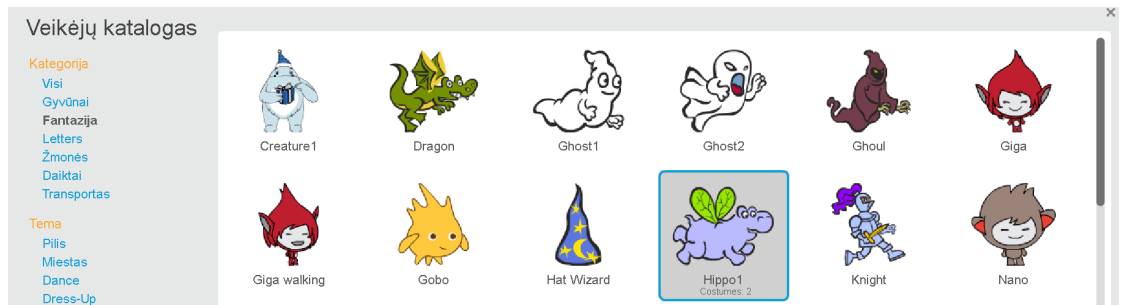 Veikėjų katalogas
Kategorija
Visi
Gyvūnai
Fantazija
Letters
Žmonės
Daiktai
Transportas
Tema
Pilis
Miestas
Dance
Dress-Up
Creature1
Dragon
Ghost1
Ghost2
Ghoul
Giga
Giga walking
Gobo
Hat Wizard
Hippo1
Costumes: 2
Knight
Nano